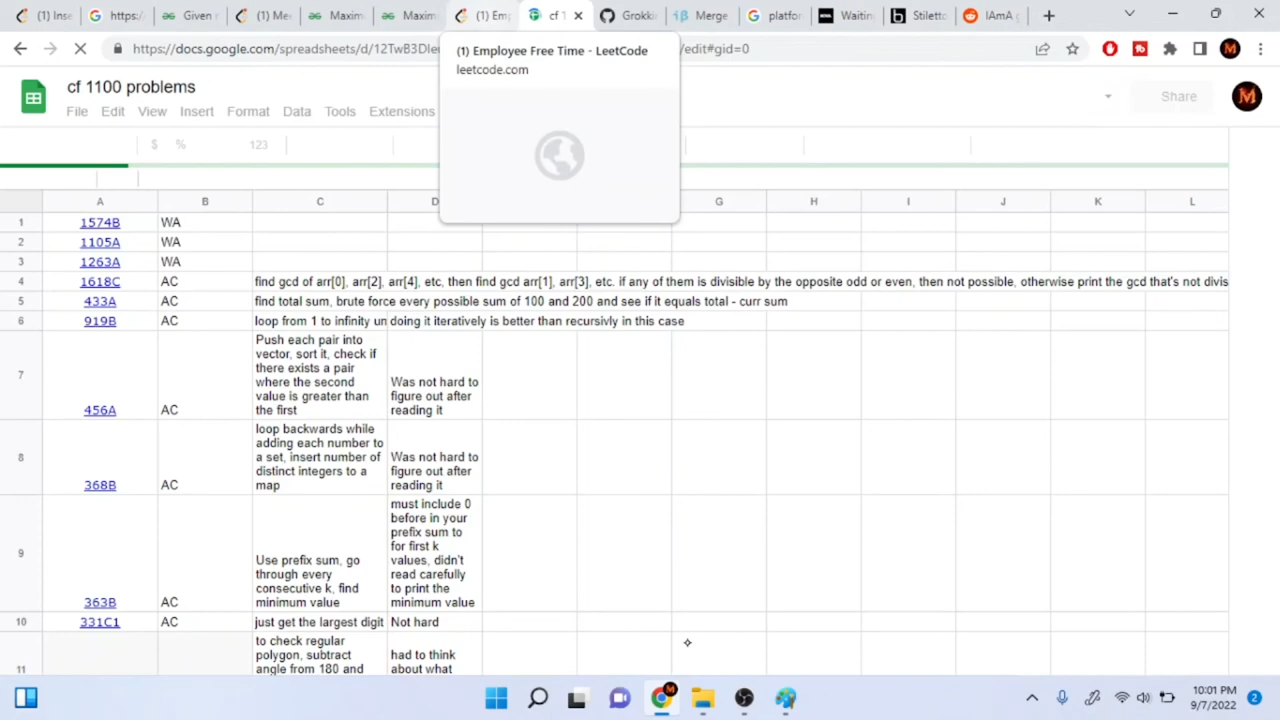 (1) Inse
https:/
Given r
(1) Me
Maxim
Maxim
(1) Emp
cf 1
Grokki
Merge
platfor
Waitin
Stilett
IAmA
https://docs.google.com/spreadsheets/d/12TwB3Dle
/edit#gid=0
(1) Employee Free Time - LeetCode
leetcode.com
cf 1100 problems
File Edit View Insert Format Data Tools Extensions
Share
$ % 123
A B C D G H I J K L
1 1574B WA
2 1105A WA
3 1263A WA
4 1618C AC find gcd of arr[0], arr[2], arr[4], etc, then find gcd arr[1], arr[3], etc. if any of them is divisible by the opposite odd or even, then not possible, otherwise print the gcd that's not divis
5 433A AC find total sum, brute force every possible sum of 100 and 200 and see if it equals total - curr sum
6 919B AC loop from 1 to infinity un doing it iteratively is better than recursivly in this case
Push each pair into
vector, sort it, check if
there exists a pair
where the second
value is greater than
the first
Was not hard to
figure out after
reading it
7 456A AC
loop backwards while
adding each number to
a set, insert number of
distinct integers to a
map
Was not hard to
figure out after
reading it
8 368B AC
Use prefix sum, go
through every
consecutive k, find
minimum value
must include 0
before in your
prefix sum to
for first k
values, didn't
read carefully
to print the
minimum value
9 363B AC
10 331C1 AC just get the largest digit Not hard
to check regular
polygon, subtract
angle from 180 and
had to think
about what
11
10:01 PM
9/7/2022
2